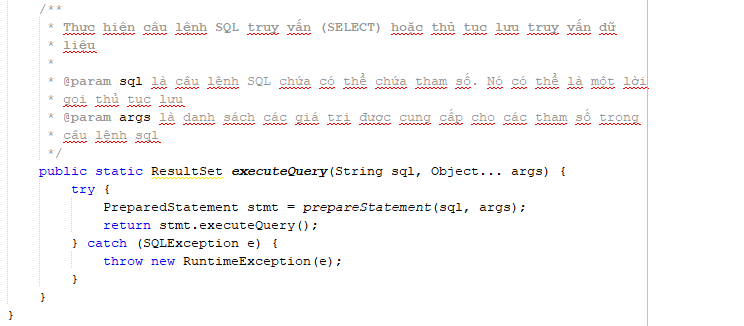 /**
* Thực hiện câu lệnh SQL truy vấn (SELECT) hoặc thủ tục lưu truy vấn dữ
* liệu
*
* @param sql là câu lệnh SQL chứa có thể chứa tham số. Nó có thể là một lời
* gọi thủ tục lưu
* @param args là danh sách các giá trị được cung cấp cho các tham số trong
* câu lệnh sql
*/
public static ResultSet executeQuery(String sql, Object... args) {
try {
PreparedStatement stmt = prepareStatement(sql, args);
return stmt.executeQuery();
} catch (SQLException e) {
throw new RuntimeException(e);
}
}
}